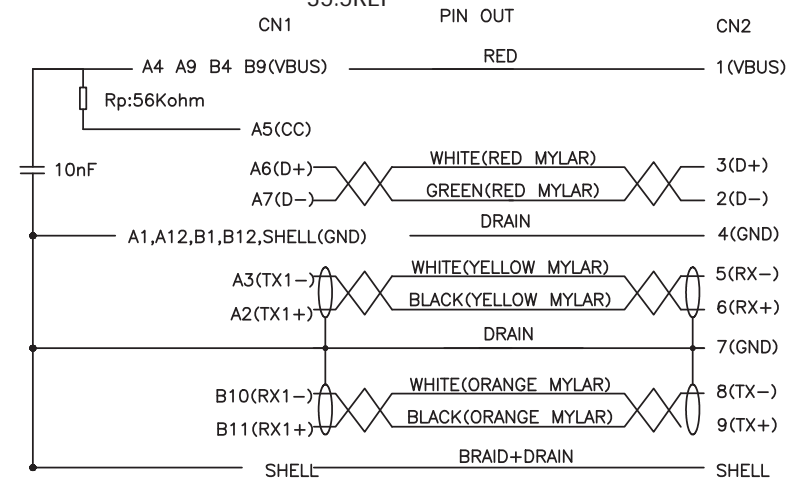 PIN OUT
CN1
CN2
A4 A9 B4 B9(VBUS) RED 1(VBUS)
Rp:56Kohm
A5(CC)
10nF
A6(D+) WHITE(RED MYLAR) 3(D+)
A7(D−) GREEN(RED MYLAR) 2(D−)
A1,A12,B1,B12,SHELL(GND) DRAIN 4(GND)
A3(TX1−) WHITE(YELLOW MYLAR) 5(RX−)
A2(TX1+) BLACK(YELLOW MYLAR) 6(RX+)
DRAIN 7(GND)
B10(RX1−) WHITE(ORANGE MYLAR) 8(TX−)
B11(RX1+) BLACK(ORANGE MYLAR) 9(TX+)
SHELL BRAID+DRAIN SHELL